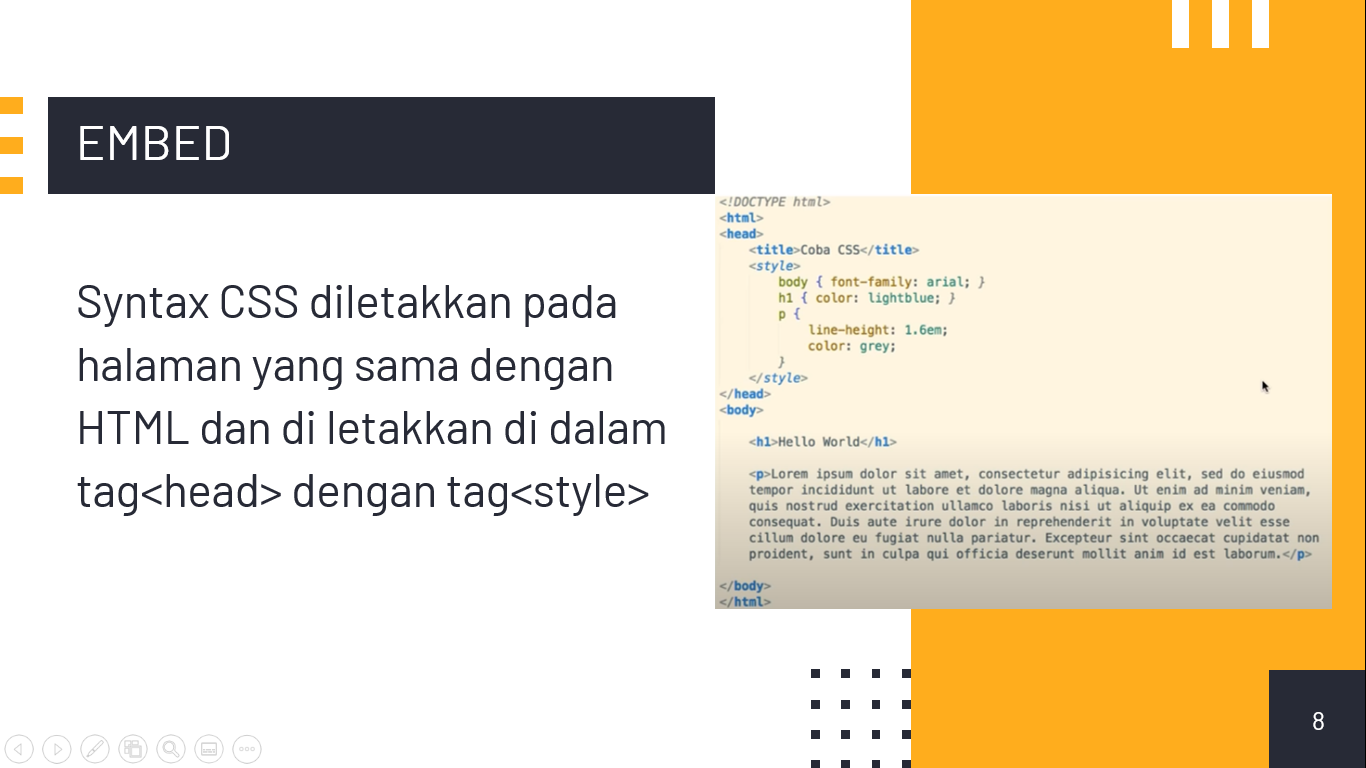 EMBED
Syntax CSS diletakkan pada
halaman yang sama dengan
HTML dan di letakkan di dalam
tag<head> dengan tag<style>
<!DOCTYPE html>
<html>
<head>
<title>Coba CSS</title>
<style>
body { font-family: arial; }
h1 { color: lightblue; }
p {
line-height: 1.6em;
color: grey;
}
</style>
</head>
<body>
<h1>Hello World</h1>
<p>Lorem ipsum dolor sit amet, consectetur adipisicing elit, sed do eiusmod
tempor incididunt ut labore et dolore magna aliqua. Ut enim ad minim veniam,
quis nostrud exercitation ullamco laboris nisi ut aliquip ex ea commodo
consequat. Duis aute irure dolor in reprehenderit in voluptate velit esse
cillum dolore eu fugiat nulla pariatur. Excepteur sint occaecat cupidatat non
proident, sunt in culpa qui officia deserunt mollit anim id est laborum.</p>
</body>
</html>
8